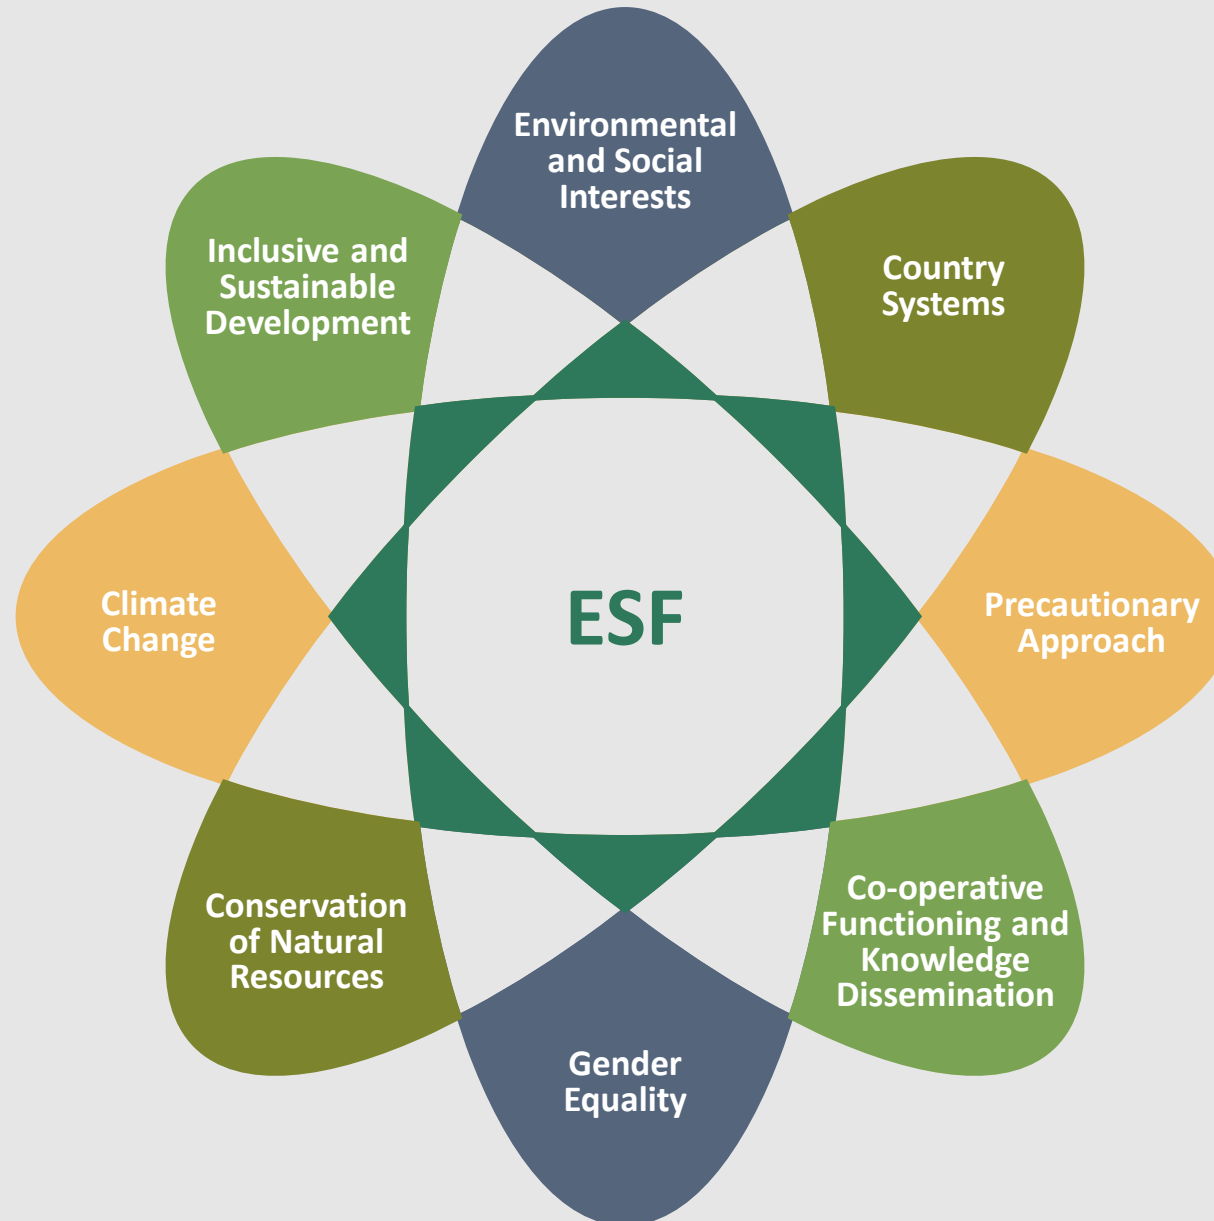 Environmental
and Social
Interests
Country
Systems
Precautionary
Approach
Co-operative
Functioning and
Knowledge
Dissemination
Gender
Equality
Conservation
of Natural
Resources
Climate
Change
Inclusive and
Sustainable
Development
ESF